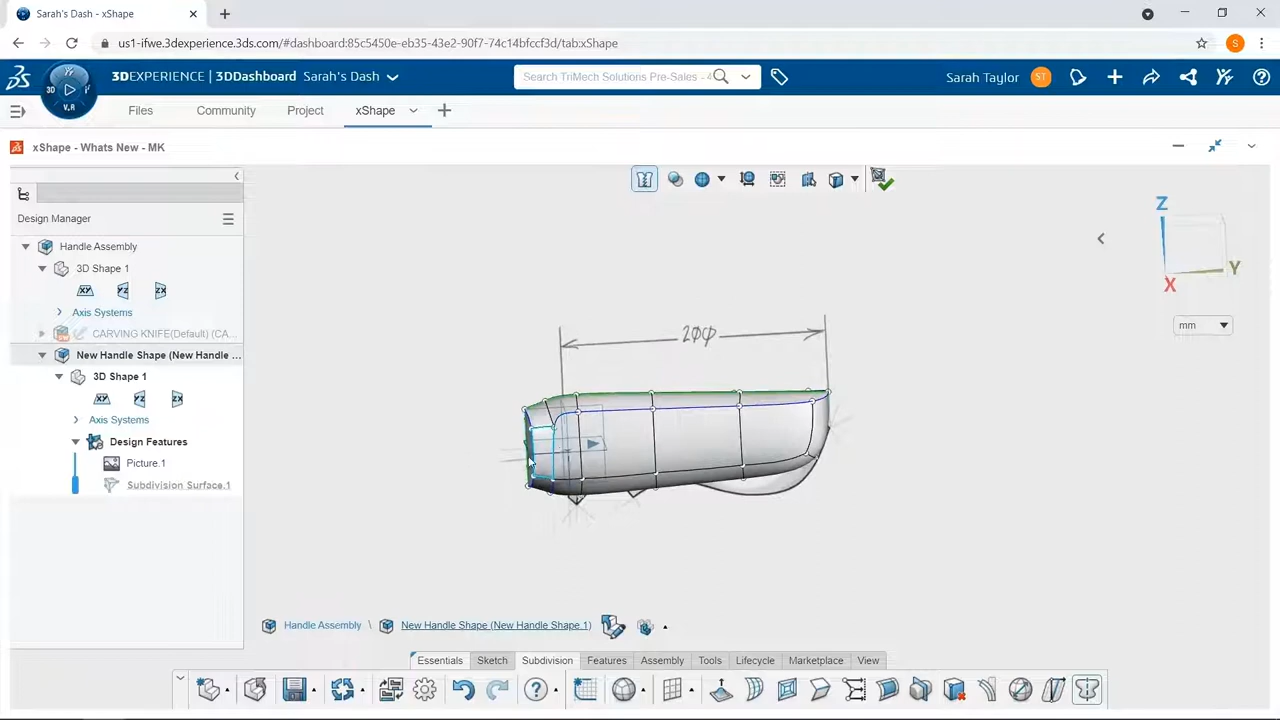 Sarah's Dash - xShape
us1-ifwe.3dexperience.3ds.com/#dashboard:85c5450e-eb35-43e2-90f7-74c14bfccf3d/tab:xShape
S
3DEXPERIENCE | 3DDashboard Sarah's Dash
Search TriMech Solutions Pre-Sales - 4
Sarah Taylor ST
3D
V.R
Files Community Project xShape
xShape - Whats New - MK
Design Manager
Handle Assembly
3D Shape 1
XY YZ ZX
Axis Systems
CARVING KNIFE(Default) (CA...
New Handle Shape (New Handle ...
3D Shape 1
XY YZ ZX
Axis Systems
Design Features
Picture.1
Subdivision Surface.1
Z
Y
X
mm
Handle Assembly \ New Handle Shape (New Handle Shape.1)
Essentials Sketch Subdivision Features Assembly Tools Lifecycle Marketplace View